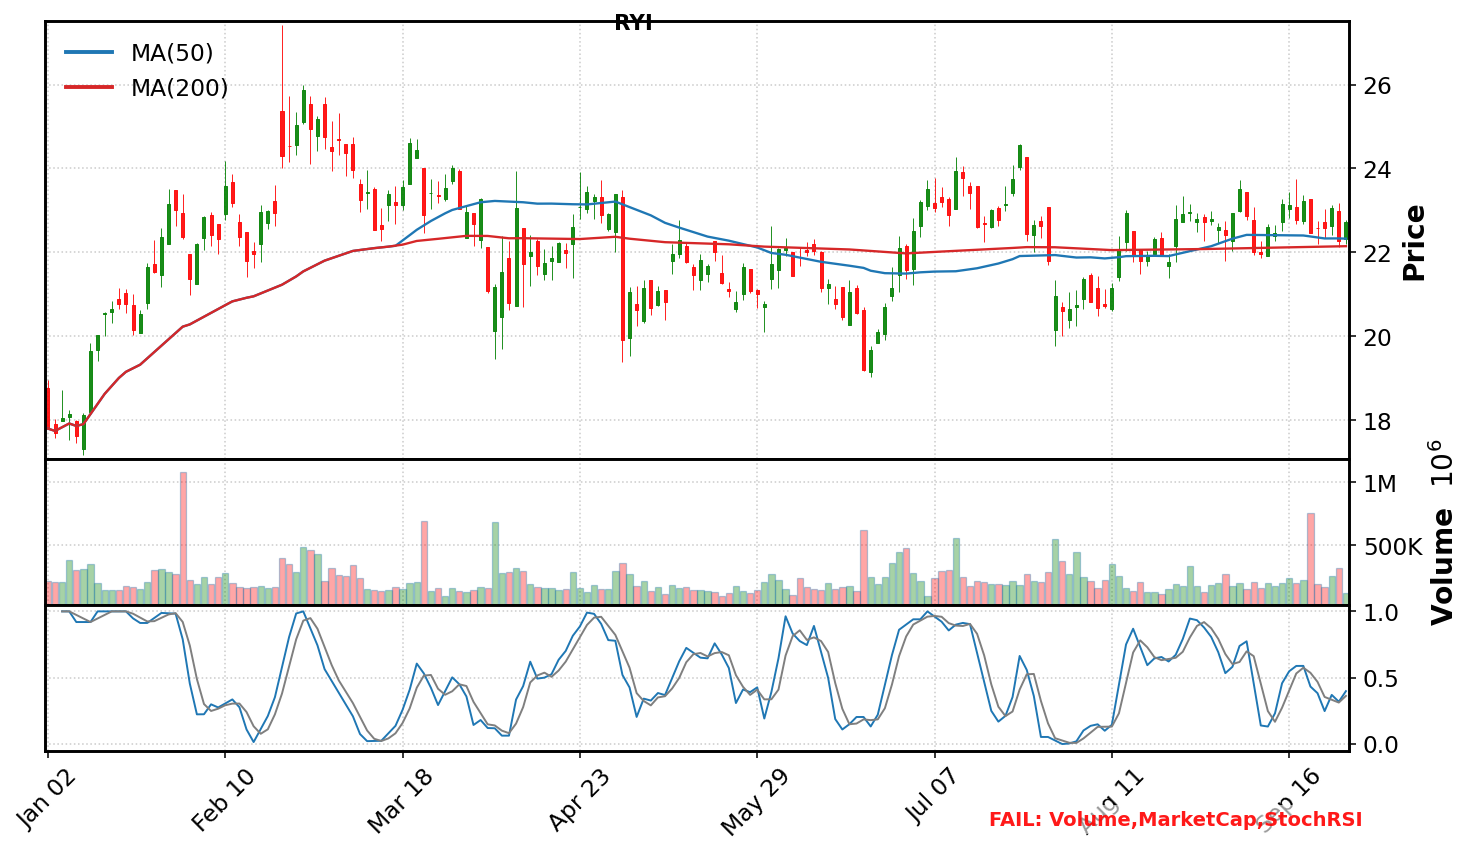 RYI
MA(50)
MA(200)
26
24
22
20
18
Price
1M
500K
Volume 10^6
1.0
0.5
0.0
Jan 02
Feb 10
Mar 18
Apr 23
May 29
Jul 07
Aug 11
Sep 16
FAIL: Volume,MarketCap,StochRSI